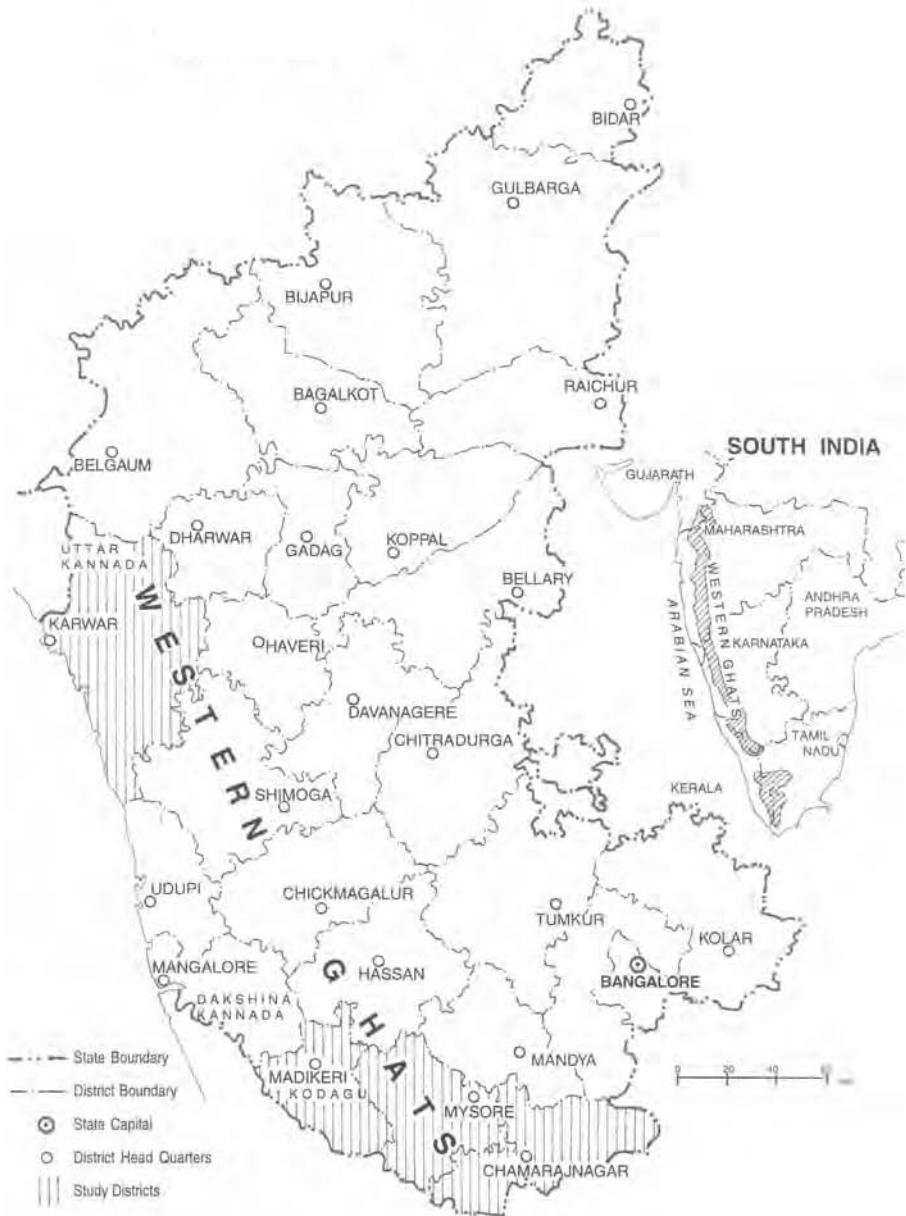 BIDAR
GULBARGA
BIJAPUR
BAGALKOT
RAICHUR
BELGAUM
SOUTH INDIA
GUJARATH
MAHARASHTRA
WESTERN GHATS
ANDHRA
PRADESH
KARNATAKA
ARABIAN SEA
TAMIL
NADU
KERALA
UTTAR
KANNADA
DHARWAR
GADAG
KOPPAL
BELLARY
KARWAR
HAVERI
WESTERN GHATS
DAVANAGERE
CHITRADURGA
SHIMOGA
UDUPI
CHICKMAGALUR
TUMKUR
KOLAR
HASSAN
BANGALORE
MANGALORE
DAKSHINA
KANNADA
MANDYA
MADIKERI
KODAGU
MYSORE
CHAMARAJNAGAR
State Boundary
District Boundary
State Capital
District Head Quarters
Study Districts
0 20 40 60